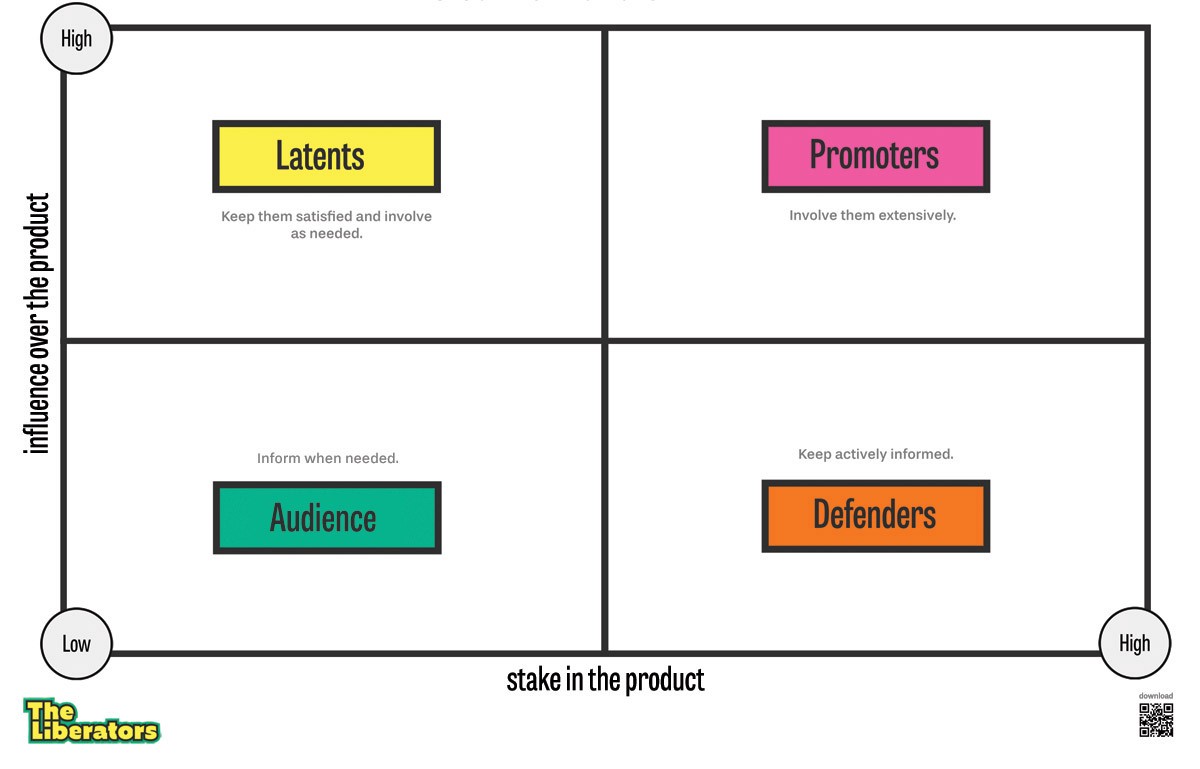 High
Latents
Promoters
Keep them satisfied and involve
as needed.
Involve them extensively.
influence over the product
Inform when needed.
Keep actively informed.
Audience
Defenders
Low
High
stake in the product
download
The
Liberators